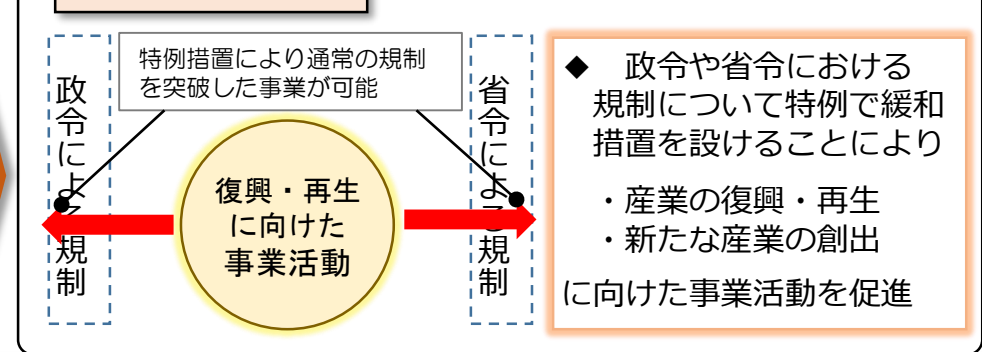 特例措置により通常の規制
を突破した事業が可能
政令による規制
復興・再生
に向けた
事業活動
省令による規制
◆ 政令や省令における
規制について特例で緩和
措置を設けることにより
・産業の復興・再生
・新たな産業の創出
に向けた事業活動を促進